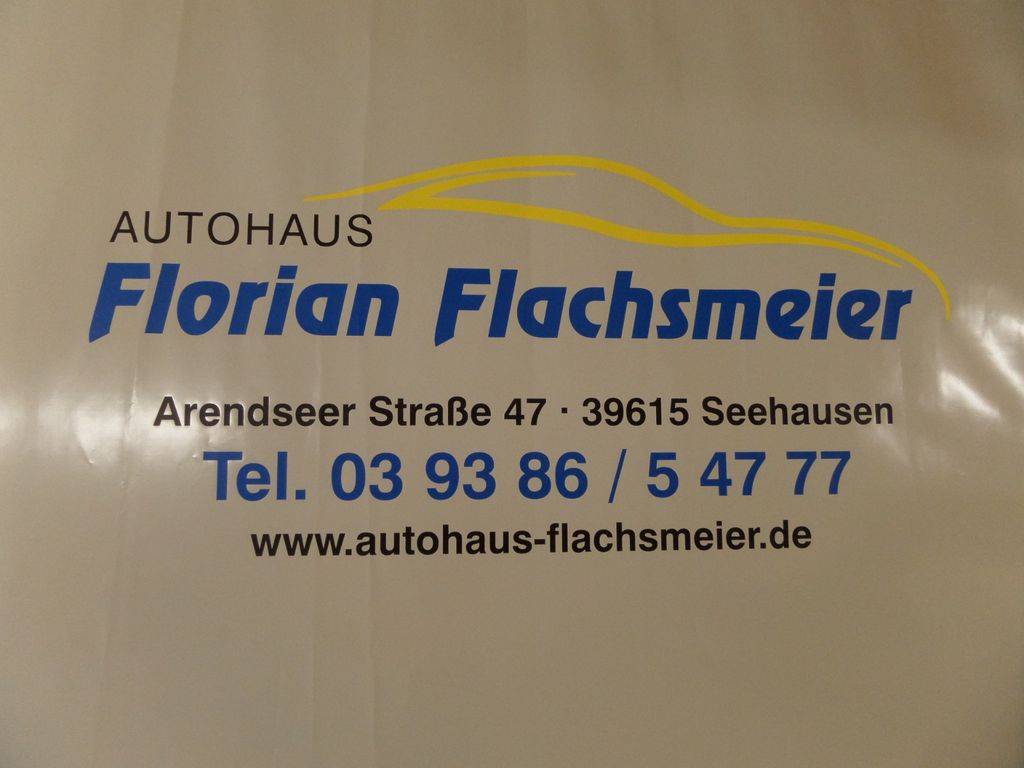 AUTOHAUS
Florian Flachsmeier
Arendseer Straße 47 · 39615 Seehausen
Tel. 03 93 86 / 5 47 77
www.autohaus-flachsmeier.de